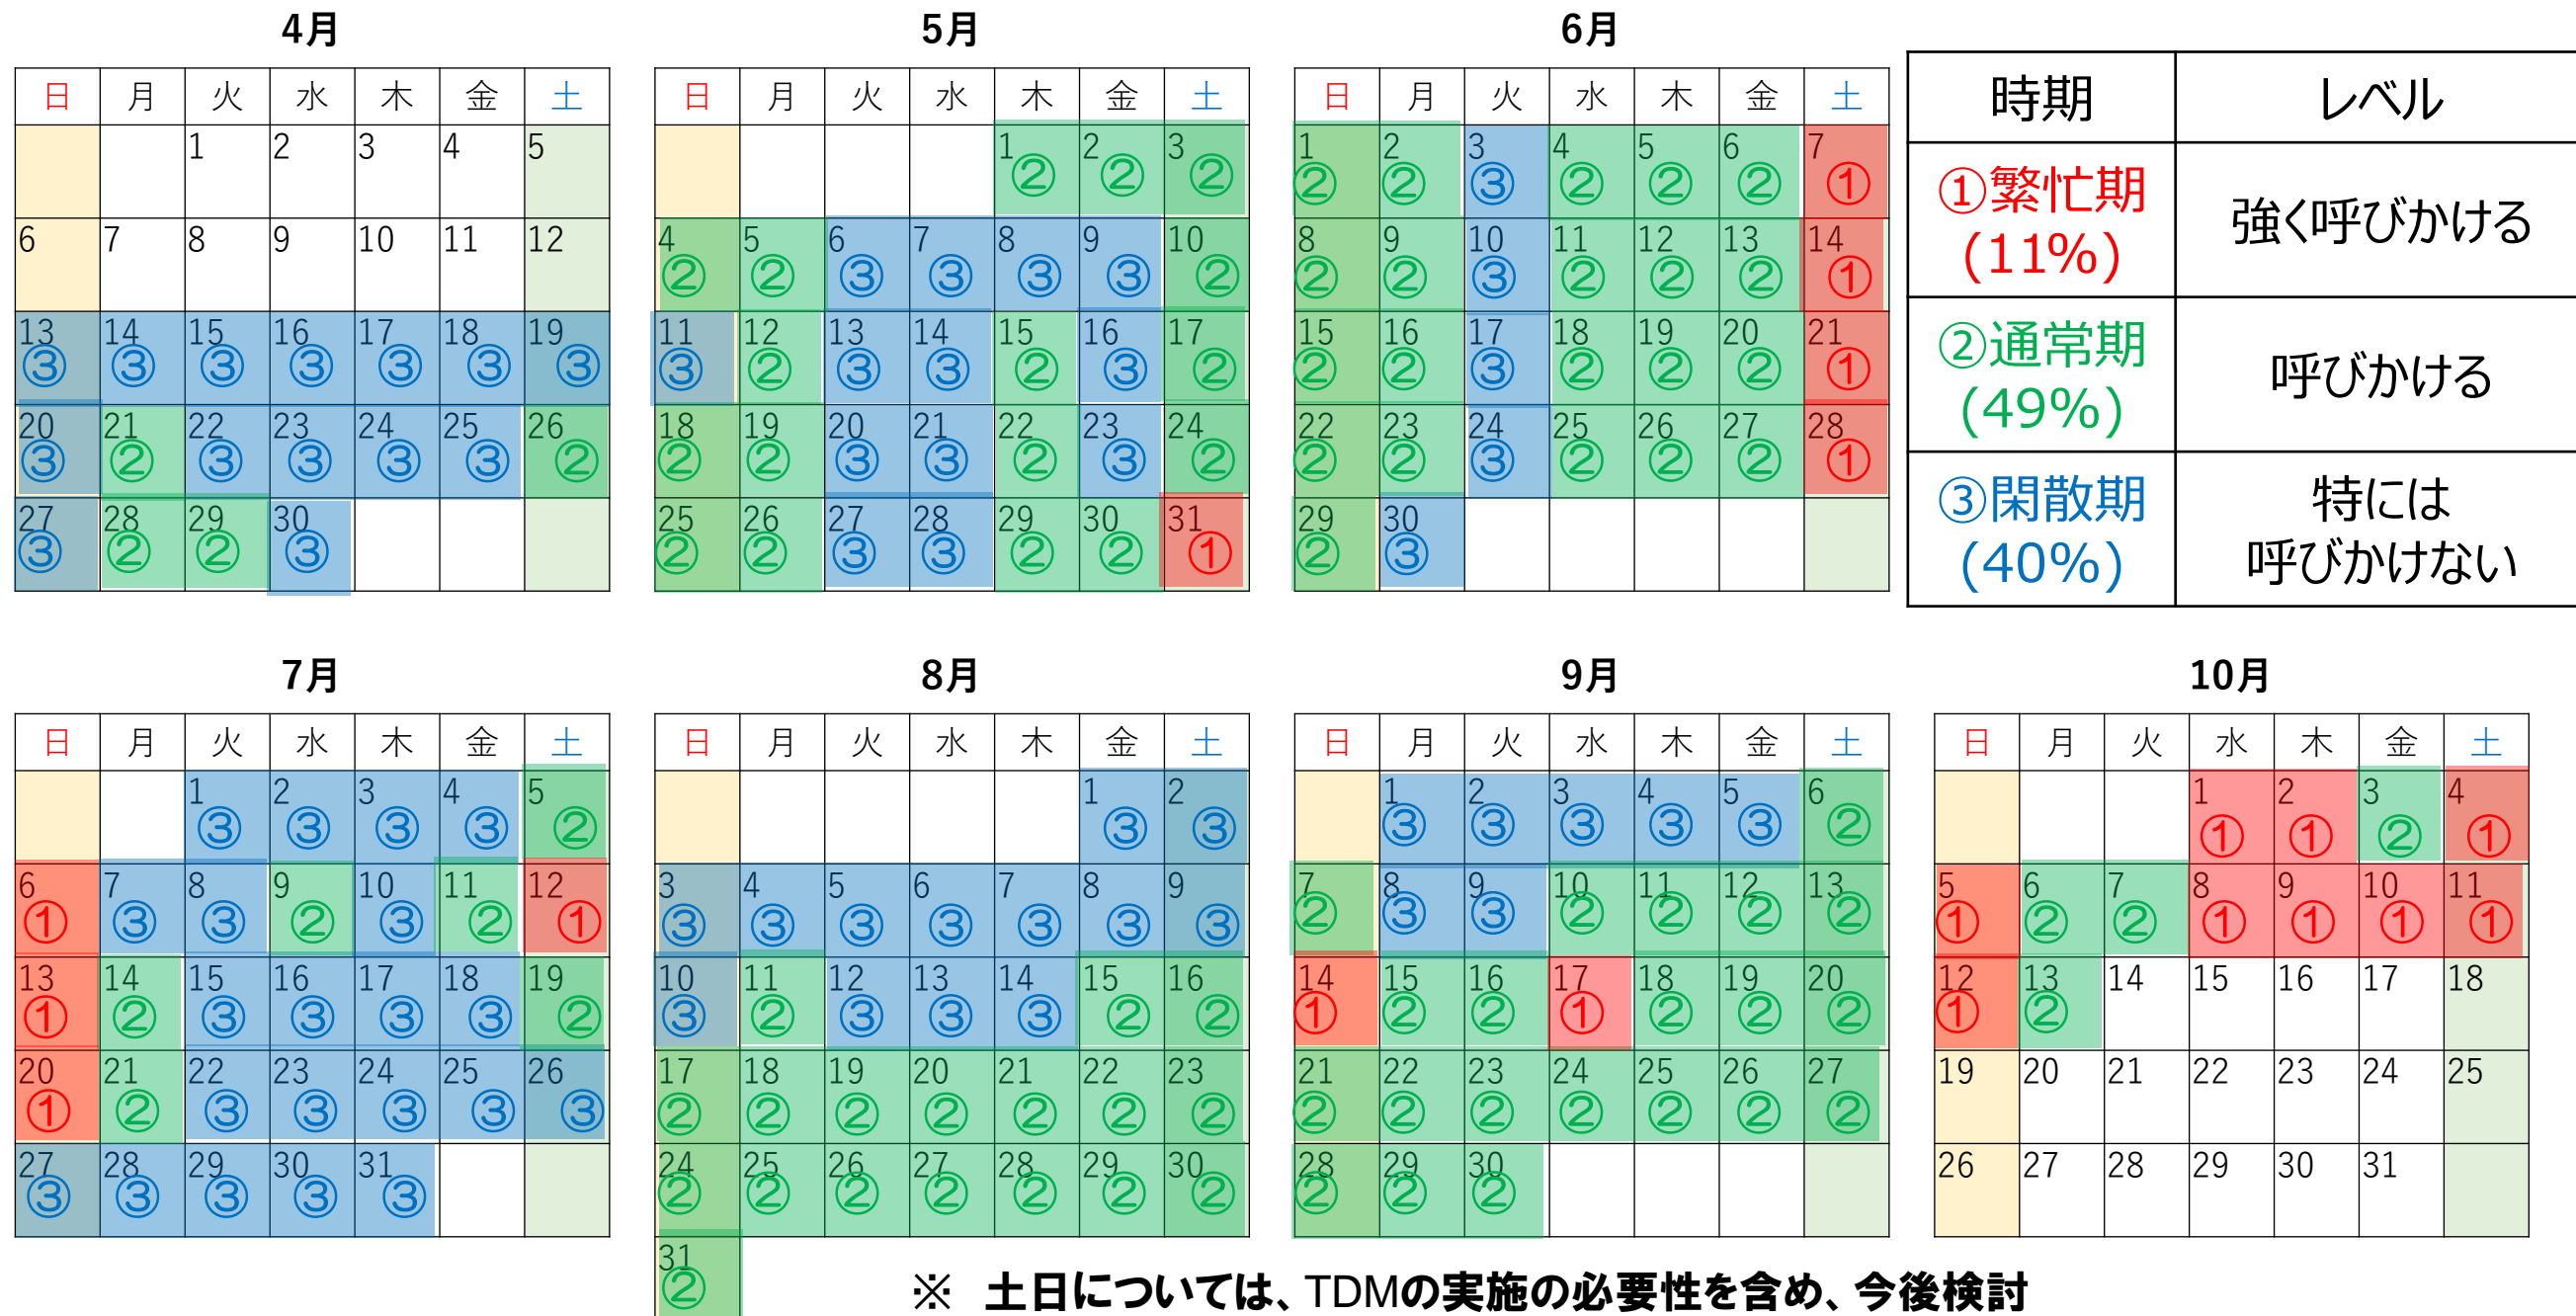 4月
日 月 火 水 木 金 土
1 2 3 4 5
6 7 8 9 10 11 12
13 14 15 16 17 18 19
③ ③ ③ ③ ③ ③ ③
20 21 22 23 24 25 26
③ ② ③ ③ ③ ③ ②
27 28 29 30
③ ② ② ③
5月
日 月 火 水 木 金 土
1 2 3
② ② ②
4 5 6 7 8 9 10
② ② ③ ③ ③ ③ ②
11 12 13 14 15 16 17
③ ② ③ ③ ② ③ ②
18 19 20 21 22 23 24
② ② ③ ③ ② ③ ②
25 26 27 28 29 30 31
② ② ③ ③ ② ② ①
6月
日 月 火 水 木 金 土
1 2 3 4 5 6 7
② ② ③ ② ② ② ①
8 9 10 11 12 13 14
② ② ③ ② ② ② ①
15 16 17 18 19 20 21
② ② ③ ② ② ② ①
22 23 24 25 26 27 28
② ② ③ ② ② ② ①
29 30
② ③
時期 レベル
①繁忙期
(11%)
強く呼びかける
②通常期
(49%)
呼びかける
③閑散期
(40%)
特には
呼びかけない
7月
日 月 火 水 木 金 土
1 2 3 4 5
③ ③ ③ ③ ②
6 7 8 9 10 11 12
① ③ ③ ② ③ ② ①
13 14 15 16 17 18 19
① ② ③ ③ ③ ③ ②
20 21 22 23 24 25 26
① ② ③ ③ ③ ③ ③
27 28 29 30 31
③ ③ ③ ③ ③
8月
日 月 火 水 木 金 土
1 2
③ ③
3 4 5 6 7 8 9
③ ③ ③ ③ ③ ③ ③
10 11 12 13 14 15 16
③ ② ③ ③ ③ ② ②
17 18 19 20 21 22 23
② ② ② ② ② ② ②
24 25 26 27 28 29 30
② ② ② ② ② ② ②
31
②
9月
日 月 火 水 木 金 土
1 2 3 4 5 6
③ ③ ③ ③ ③ ②
7 8 9 10 11 12 13
② ③ ③ ② ② ② ②
14 15 16 17 18 19 20
① ② ② ① ② ② ②
21 22 23 24 25 26 27
② ② ② ② ② ② ②
28 29 30
② ② ②
10月
日 月 火 水 木 金 土
1 2 3 4
① ① ② ①
5 6 7 8 9 10 11
① ② ② ① ① ① ①
12 13 14 15 16 17 18
① ②
19 20 21 22 23 24 25
26 27 28 29 30 31
※ 土日については、TDMの実施の必要性を含め、今後検討